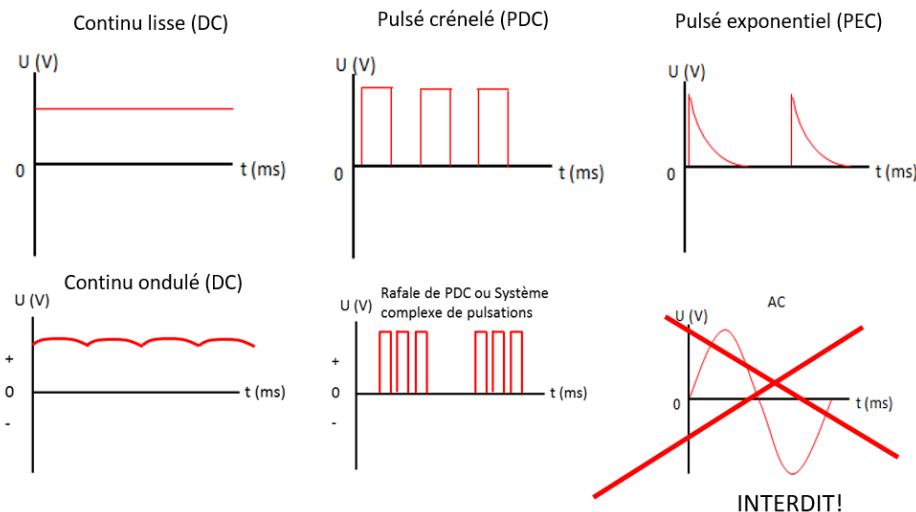 Continu lisse (DC)
U (V)
0
t (ms)
Pulsé crénelé (PDC)
U (V)
0
t (ms)
Pulsé exponentiel (PEC)
U (V)
0
t (ms)
Continu ondulé (DC)
U (V)
+
0
-
t (ms)
Rafale de PDC ou Système
complexe de pulsations
U (V)
+
0
-
t (ms)
AC
U (V)
0
t (ms)
INTERDIT!